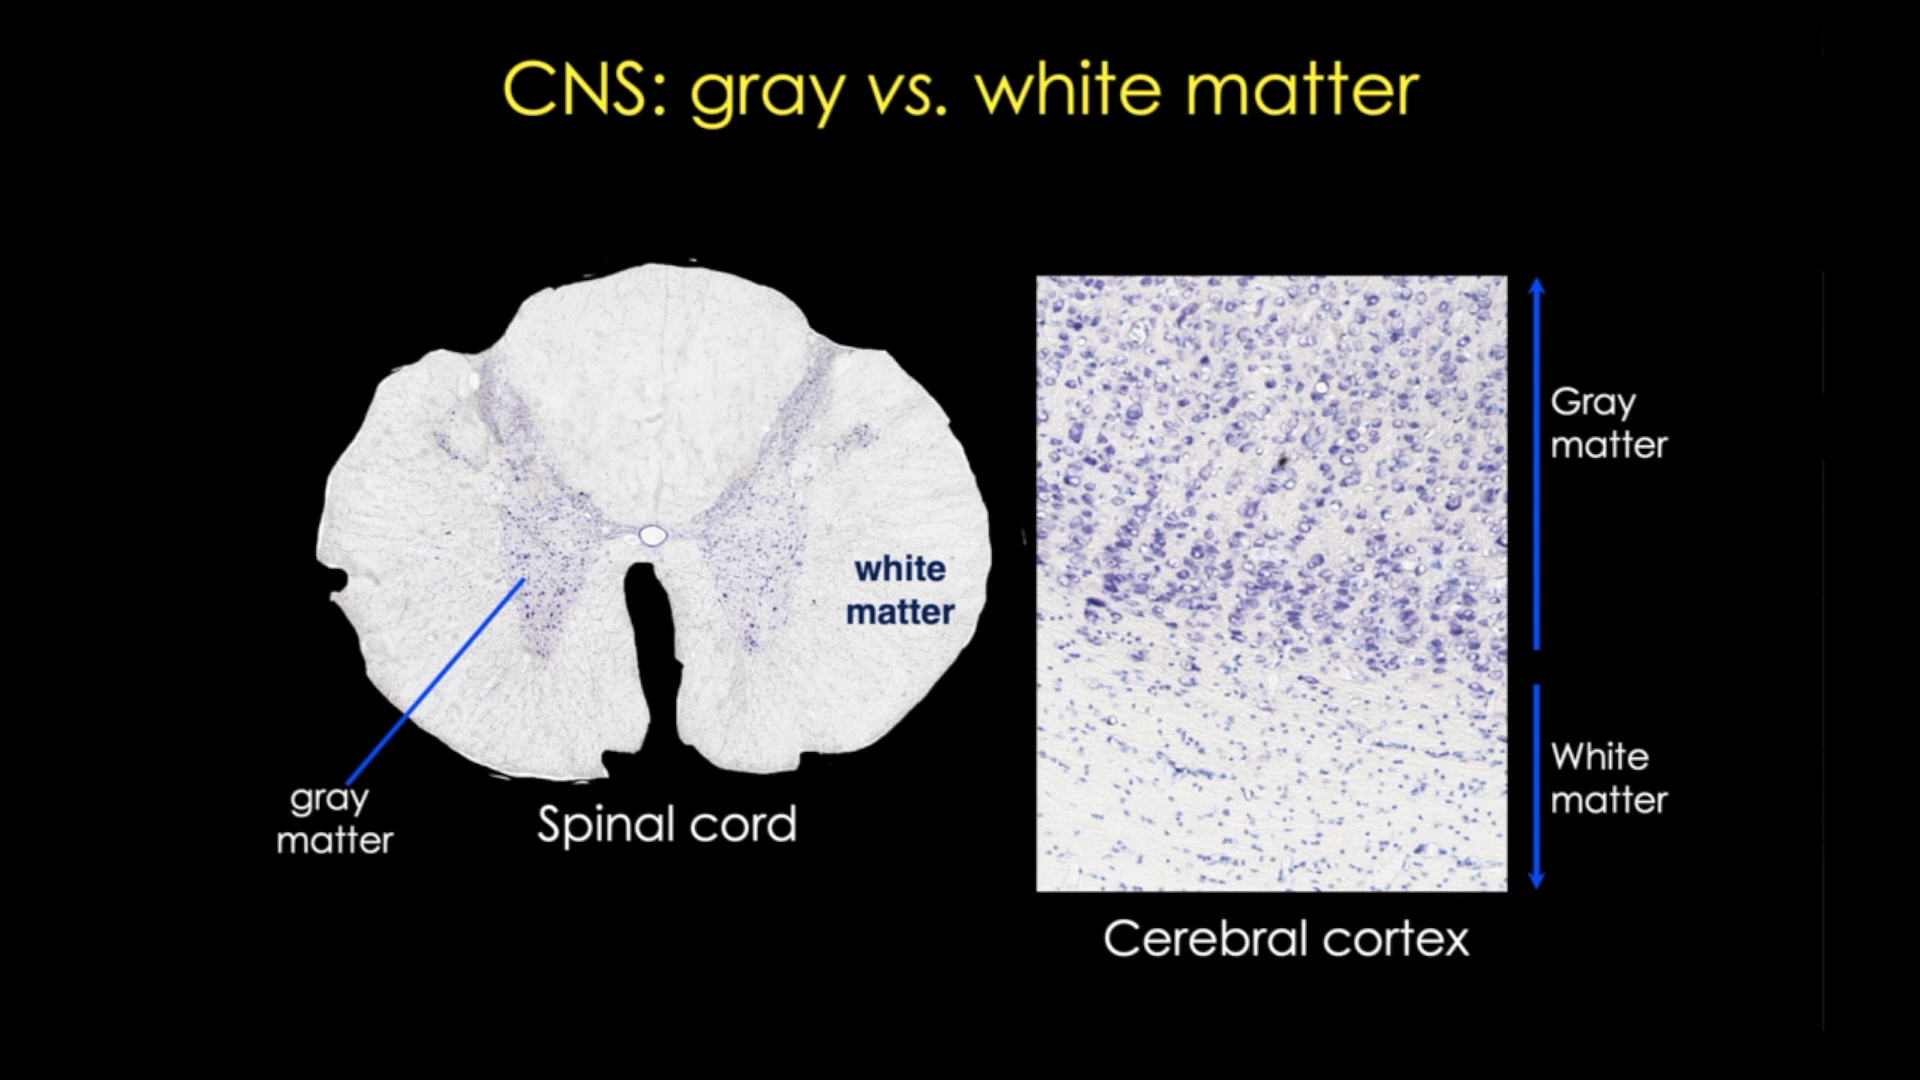 CNS: gray vs. white matter
white
matter
gray
matter
Spinal cord
Gray
matter
White
matter
Cerebral cortex